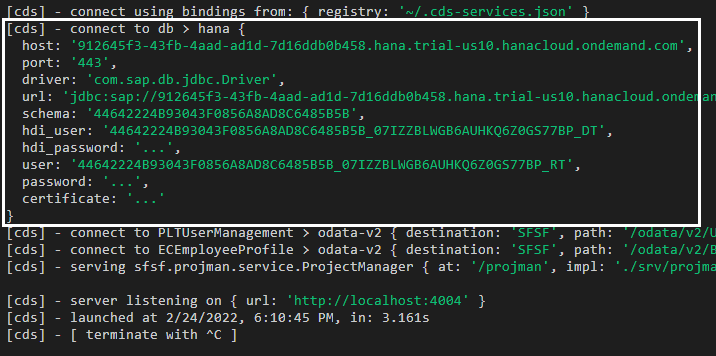 [cds] - connect using bindings from: { registry: '~/.cds-services.json' }
[cds] - connect to db > hana {
host: '912645f3-43fb-4aad-ad1d-7d16ddb0b458.hana.trial-us10.hanacloud.ondemand.com',
port: '443',
driver: 'com.sap.db.jdbc.Driver',
url: 'jdbc:sap://912645f3-43fb-4aad-ad1d-7d16ddb0b458.hana.trial-us10.hanacloud.ondema
schema: '44642224B93043F0856A8AD8C6485B5B',
hdi_user: '44642224B93043F0856A8AD8C6485B5B_07IZZBLWGB6AUHKQ6Z0GS77BP_DT',
hdi_password: '...',
user: '44642224B93043F0856A8AD8C6485B5B_07IZZBLWGB6AUHKQ6Z0GS77BP_RT',
password: '...',
certificate: '...'
}
[cds] - connect to PLTUserManagement > odata-v2 { destination: 'SFSF', path: '/odata/v2/U
[cds] - connect to ECEmployeeProfile > odata-v2 { destination: 'SFSF', path: '/odata/v2/B
[cds] - serving sfsf.projman.service.ProjectManager { at: '/projman', impl: './srv/projma
[cds] - server listening on { url: 'http://localhost:4004' }
[cds] - launched at 2/24/2022, 6:10:45 PM, in: 3.161s
[cds] - [ terminate with ^C ]